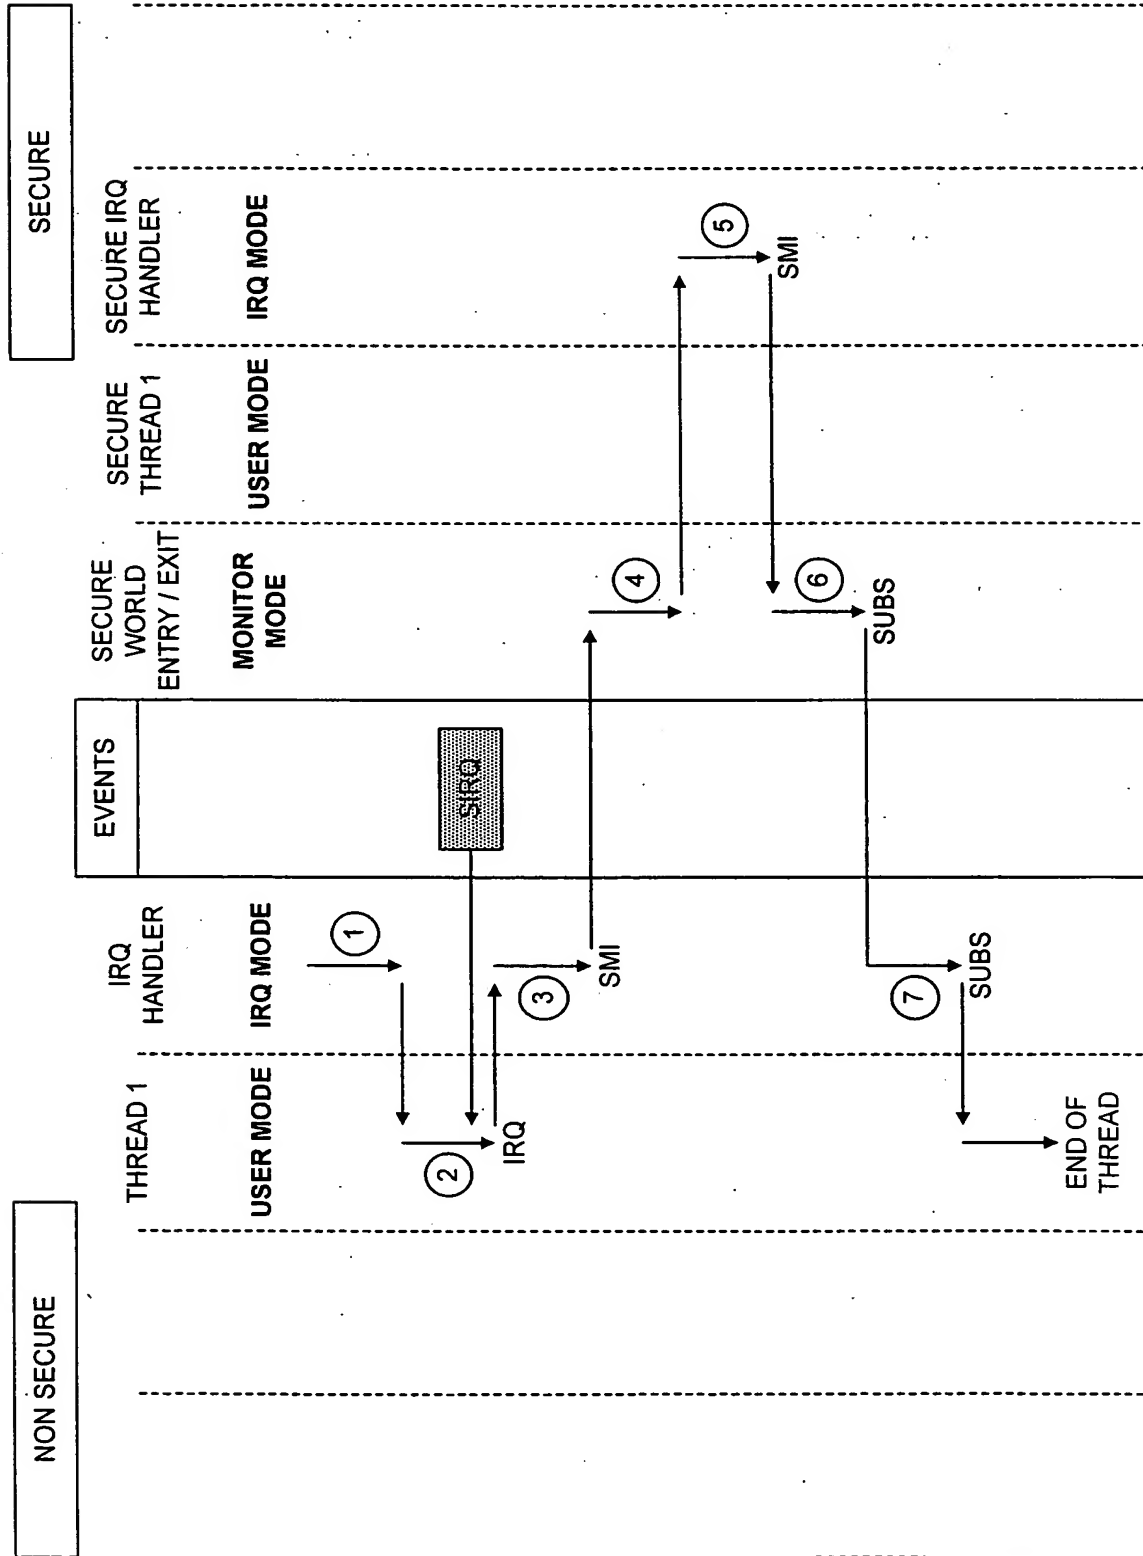 NON SECURE
SECURE
THREAD 1
USER MODE
IRQ
HANDLER
IRQ MODE
EVENTS
SECURE
WORLD
ENTRY / EXIT
MONITOR
MODE
SECURE
THREAD 1
USER MODE
SECURE IRQ
HANDLER
IRQ MODE
1
2
SIRQ
IRQ
3
SMI
4
5
SMI
6
SUBS
7
SUBS
END OF
THREAD